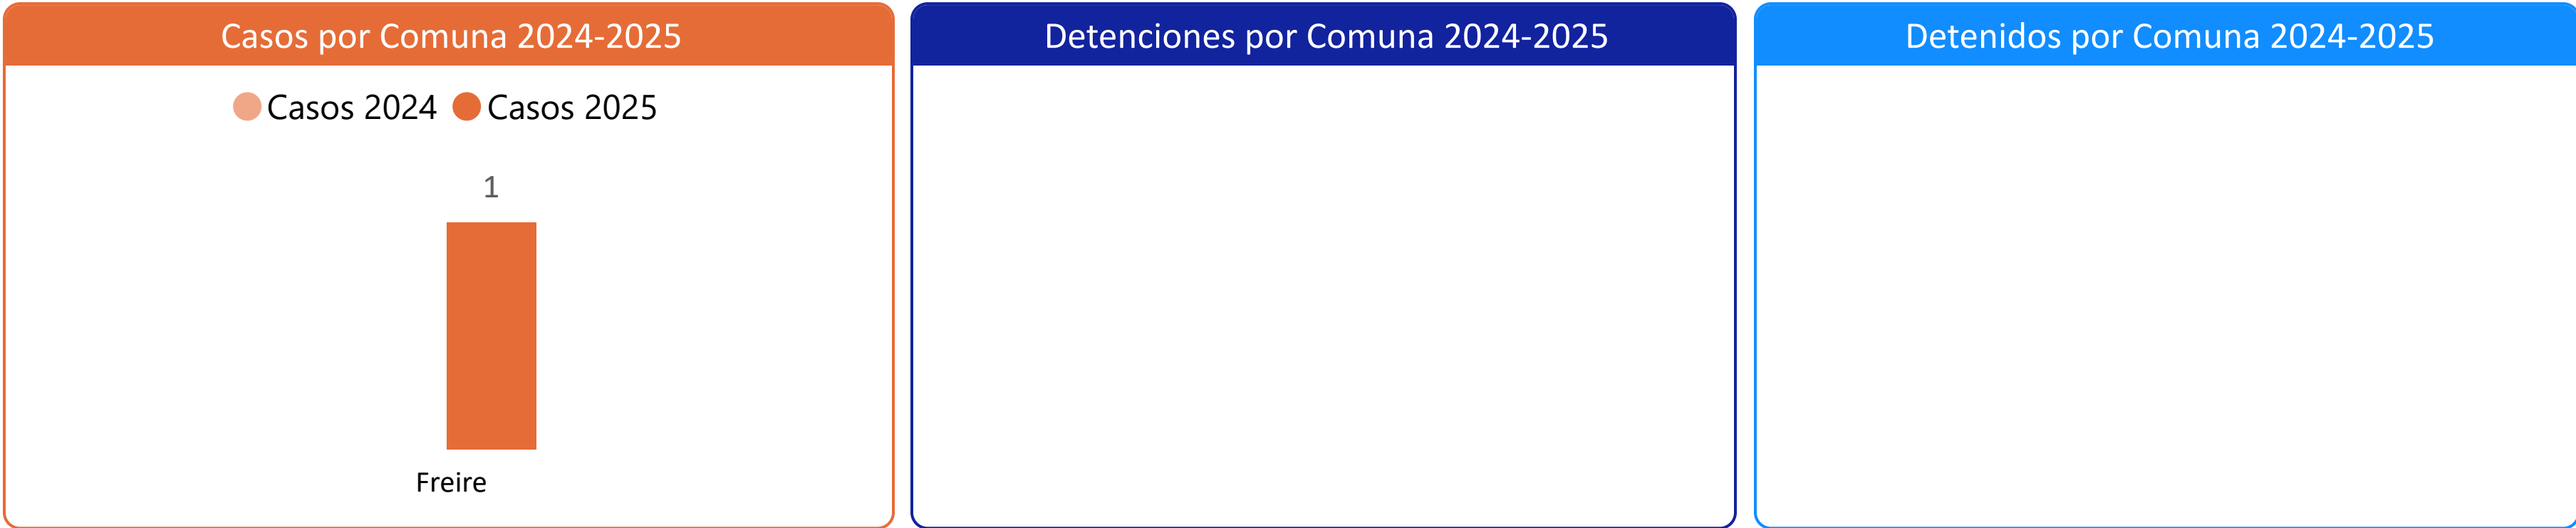 Casos por Comuna 2024-2025
Casos 2024 Casos 2025
1
Freire
Detenciones por Comuna 2024-2025
Detenidos por Comuna 2024-2025